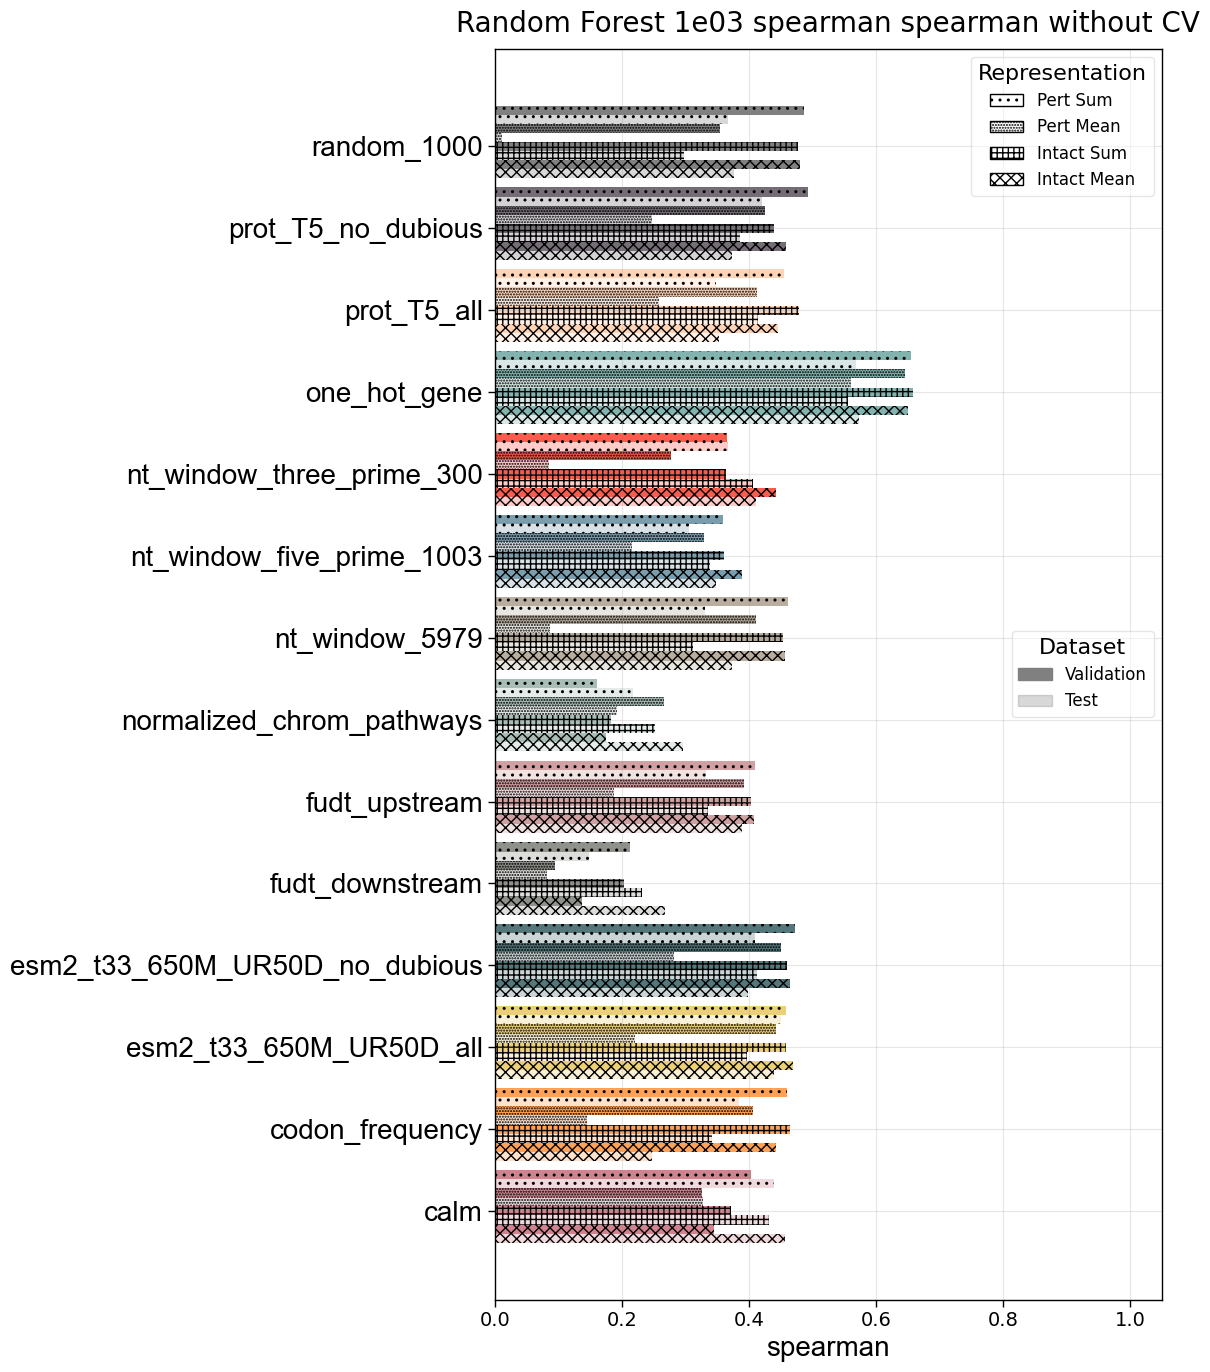 Random Forest 1e03 spearman spearman without CV
Representation
Pert Sum
Pert Mean
Intact Sum
Intact Mean
random_1000
prot_T5_no_dubious
prot_T5_all
one_hot_gene
nt_window_three_prime_300
nt_window_five_prime_1003
nt_window_5979
Dataset
Validation
Test
normalized_chrom_pathways
fudt_upstream
fudt_downstream
esm2_t33_650M_UR50D_no_dubious
esm2_t33_650M_UR50D_all
codon_frequency
calm
0.0 0.2 0.4 0.6 0.8 1.0
spearman